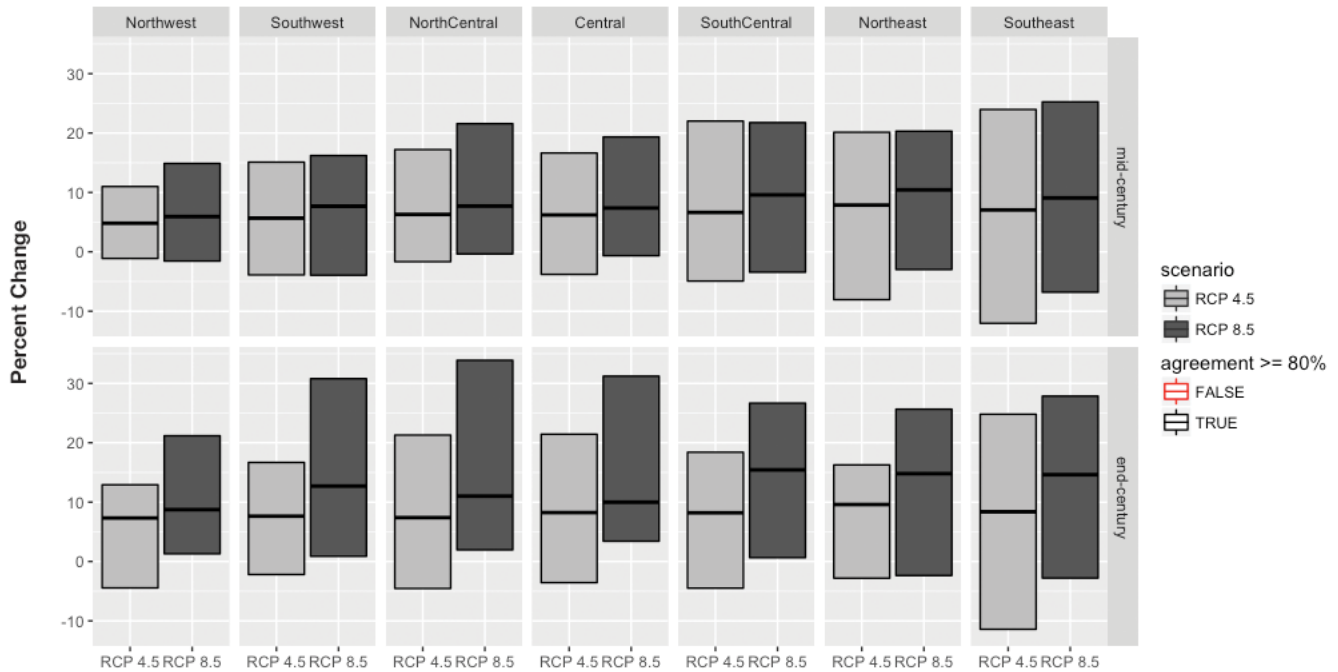 Northwest Southwest NorthCentral Central SouthCentral Northeast Southeast
Percent Change
30
20
10
0
-10
mid-century
30
20
10
0
-10
end-century
RCP 4.5 RCP 8.5 RCP 4.5 RCP 8.5 RCP 4.5 RCP 8.5 RCP 4.5 RCP 8.5 RCP 4.5 RCP 8.5 RCP 4.5 RCP 8.5 RCP 4.5 RCP 8.5
scenario
RCP 4.5
RCP 8.5
agreement >= 80%
FALSE
TRUE